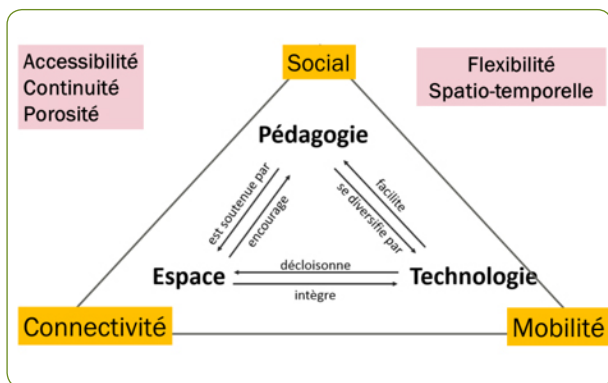 Accessibilité
Continuité
Porosité
Social
Flexibilité
Spatio-temporelle
Pédagogie
est soutenue par
encourage
se diversifie par
facilite
Espace
décloisonne
intègre
Technologie
Connectivité
Mobilité